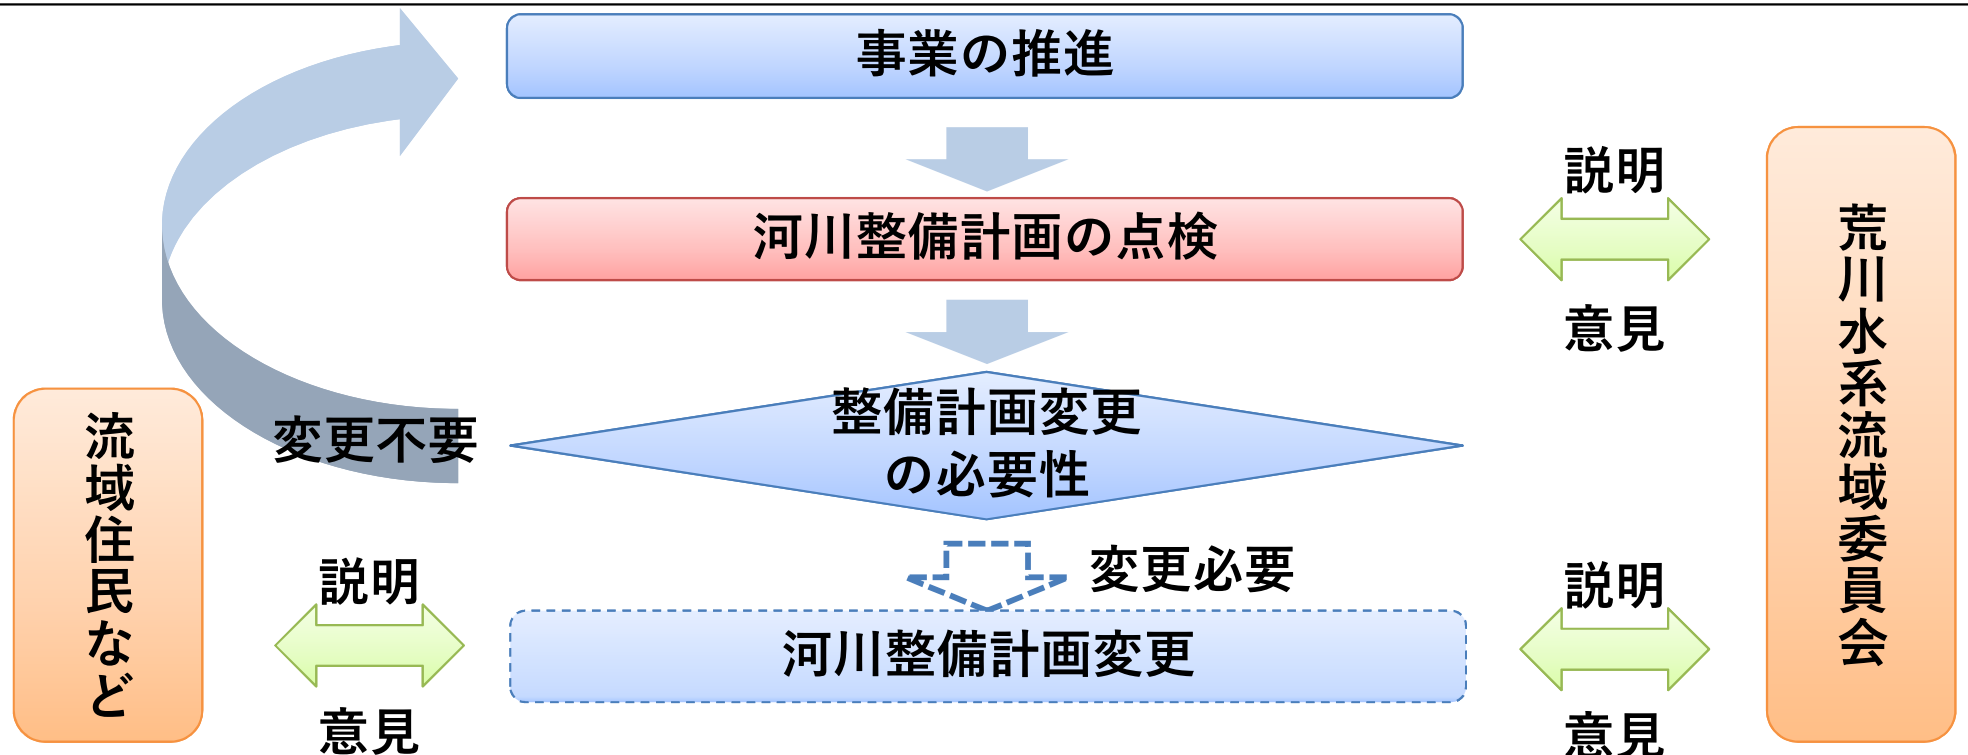 事業の推進
説明
河川整備計画の点検
意見
荒川水系流域委員会
整備計画変更
の必要性
変更不要
流域住民など
変更必要
説明
説明
河川整備計画変更
意見
意見